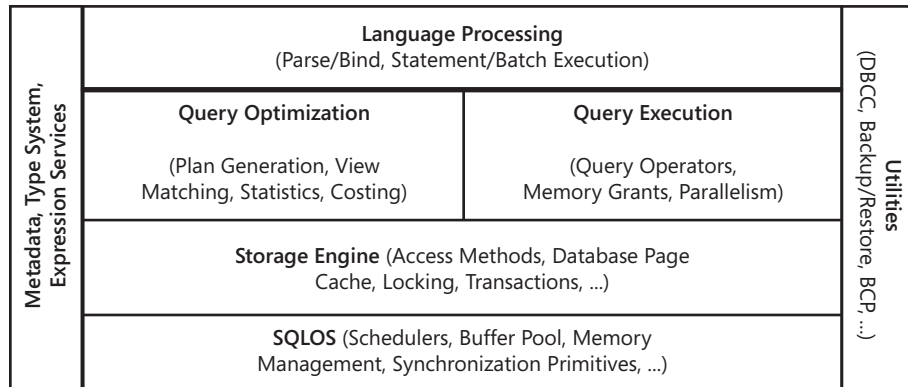 Metadata, Type System,
Expression Services
Language Processing
(Parse/Bind, Statement/Batch Execution)
Query Optimization
(Plan Generation, View
Matching, Statistics, Costing)
Query Execution
(Query Operators,
Memory Grants, Parallelism)
Storage Engine (Access Methods, Database Page
Cache, Locking, Transactions, ...)
SQLOS (Schedulers, Buffer Pool, Memory
Management, Synchronization Primitives, ...)
Utilities
(DBCC, Backup/Restore, BCP, ...)